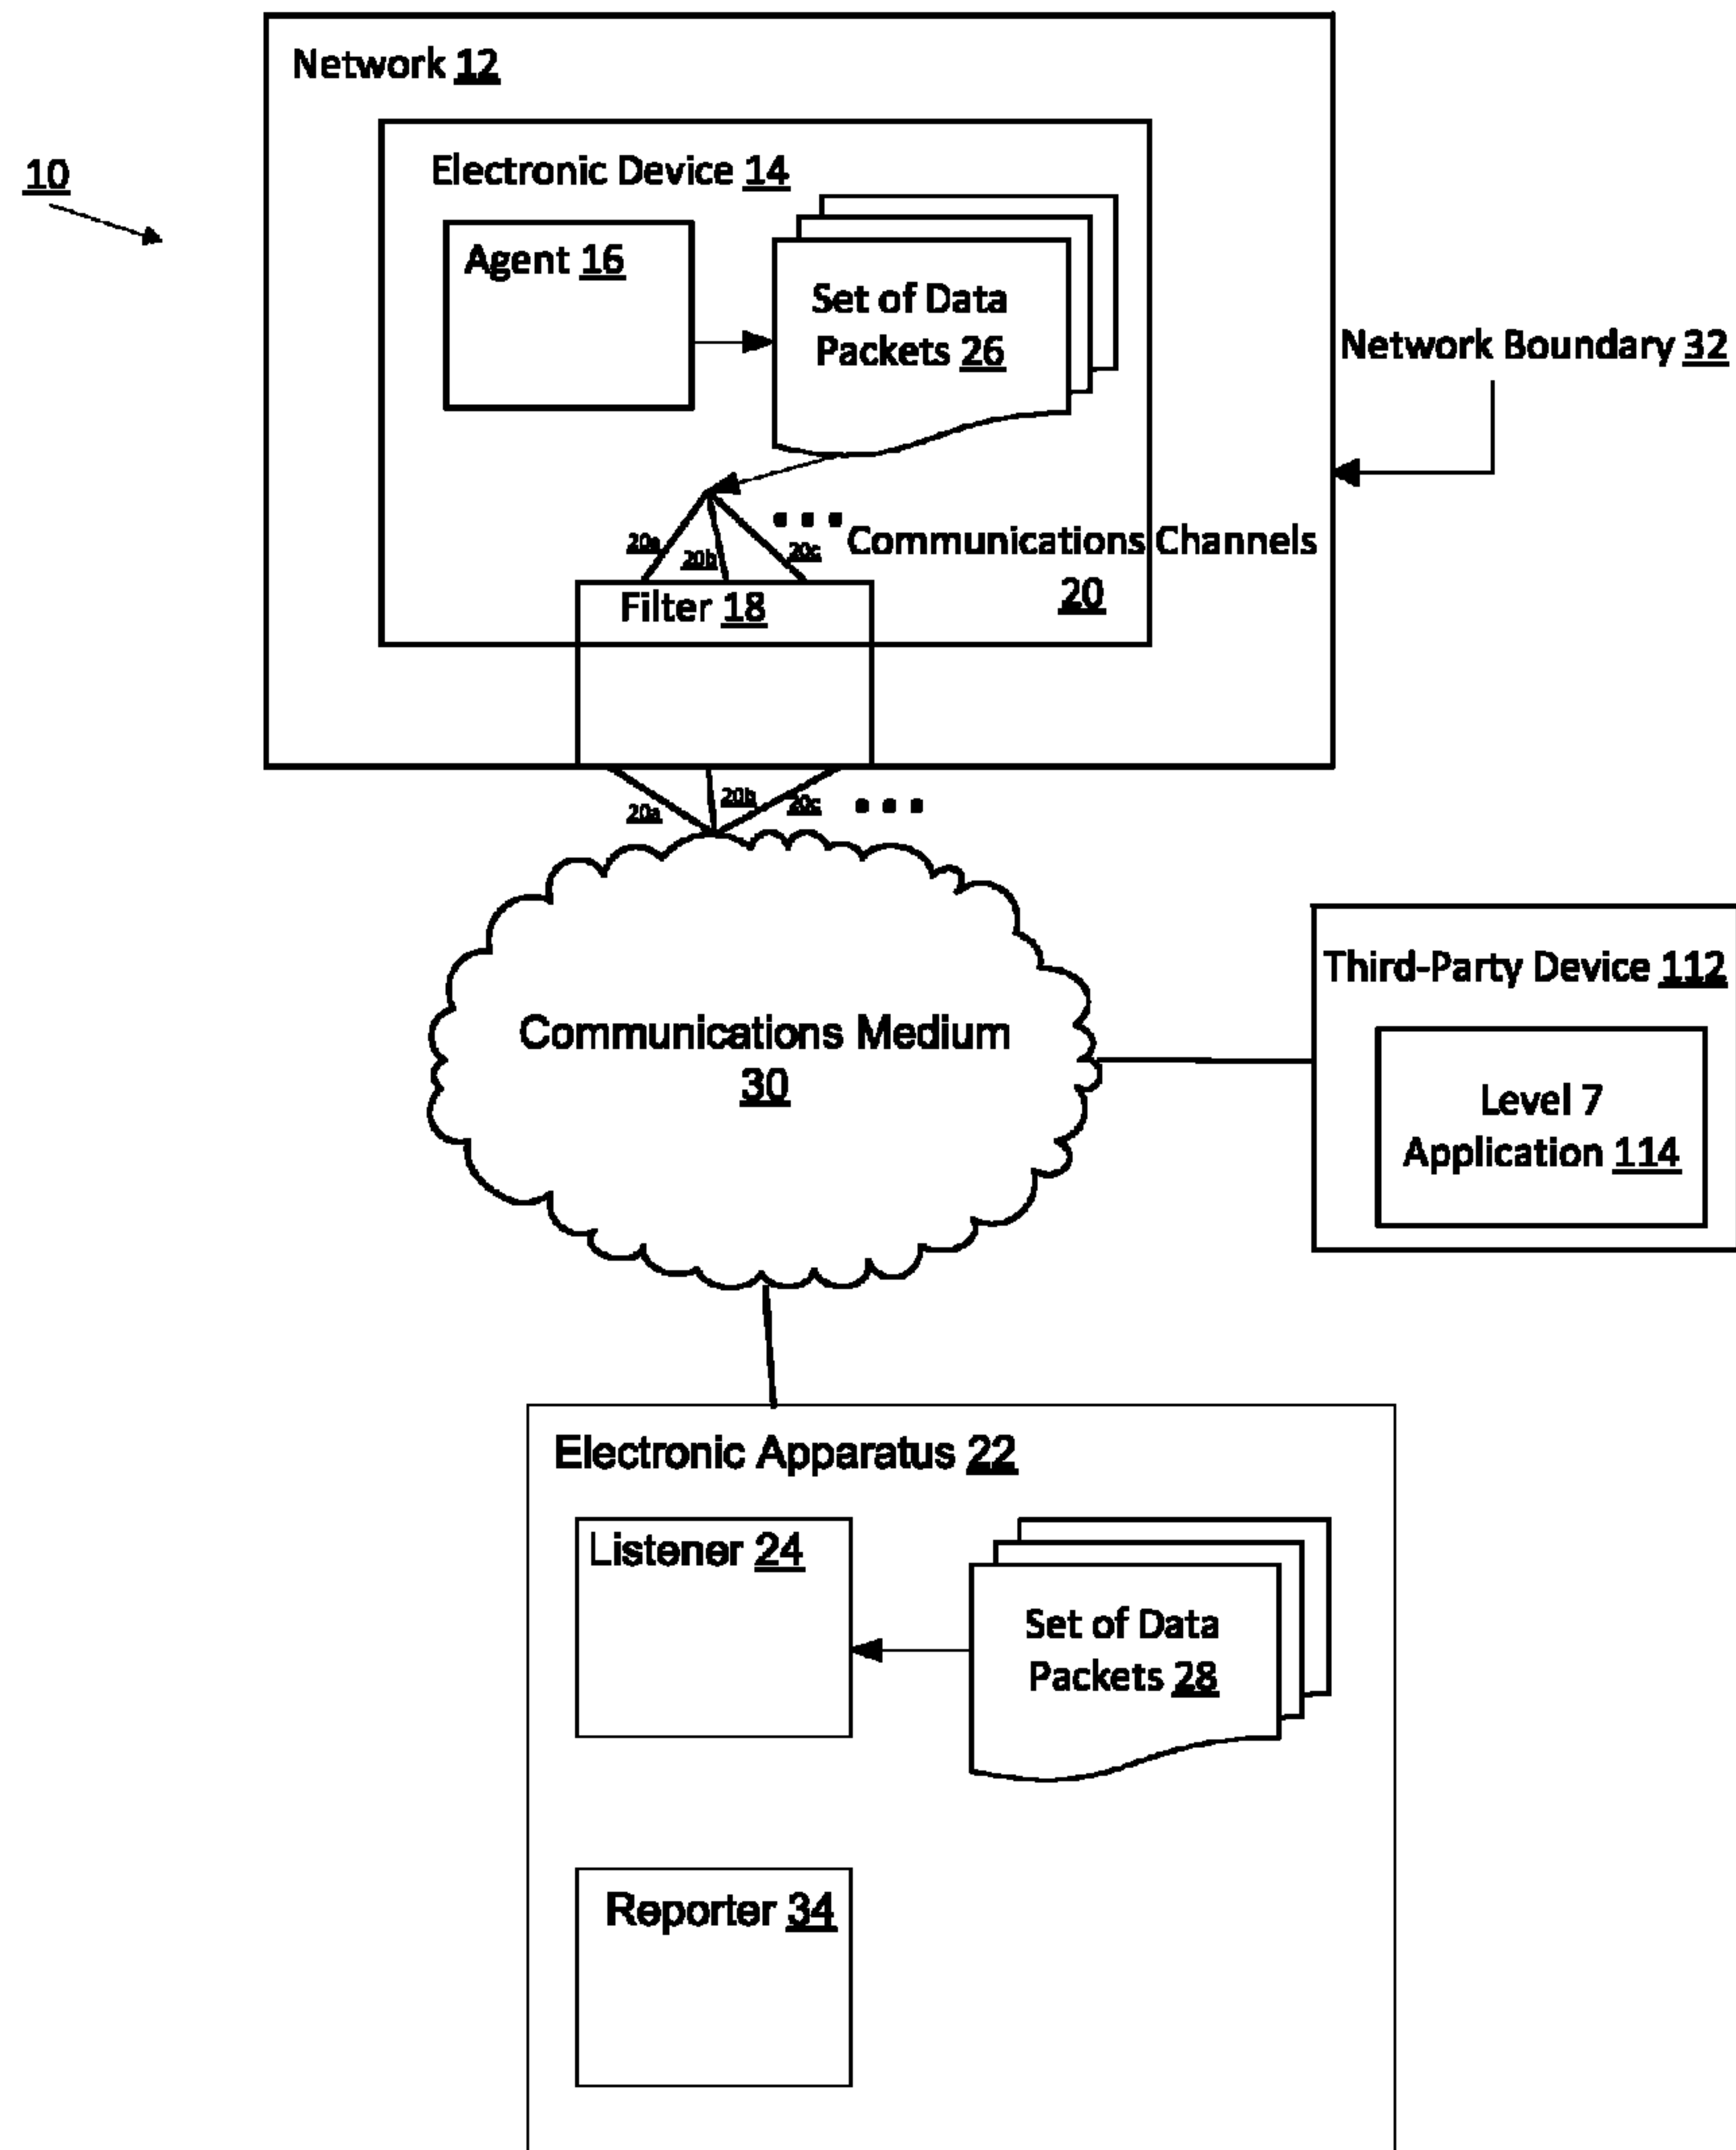 Network 12
10
Electronic Device 14
Agent 16
Set of Data
Packets 26
Network Boundary 32
20a
20b
20c
Communications Channels
20
Filter 18
20a
20b
20c
Communications Medium
30
Third-Party Device 112
Level 7
Application 114
Electronic Apparatus 22
Listener 24
Set of Data
Packets 28
Reporter 34